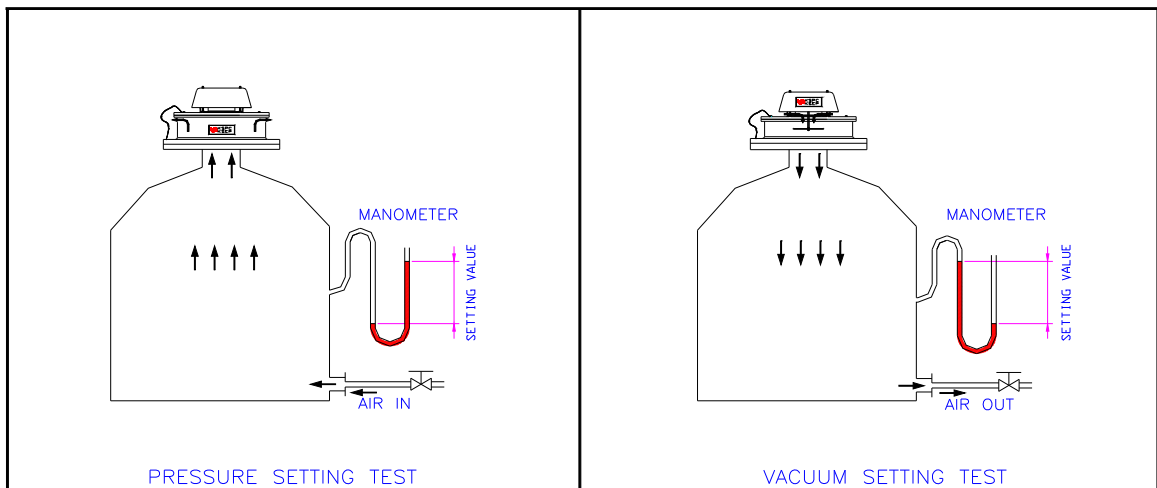 MANOMETER
SETTING VALUE
AIR IN
PRESSURE SETTING TEST
MANOMETER
SETTING VALUE
AIR OUT
VACUUM SETTING TEST